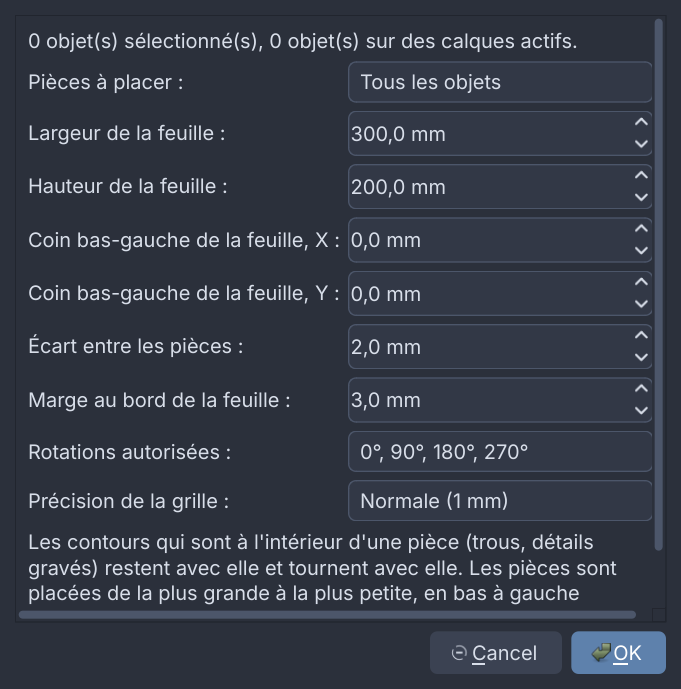 0 objet(s) sélectionné(s), 0 objet(s) sur des calques actifs.
Pièces à placer : Tous les objets
Largeur de la feuille : 300,0 mm
Hauteur de la feuille : 200,0 mm
Coin bas-gauche de la feuille, X : 0,0 mm
Coin bas-gauche de la feuille, Y : 0,0 mm
Écart entre les pièces : 2,0 mm
Marge au bord de la feuille : 3,0 mm
Rotations autorisées : 0°, 90°, 180°, 270°
Précision de la grille : Normale (1 mm)
Les contours qui sont à l'intérieur d'une pièce (trous, détails
gravés) restent avec elle et tournent avec elle. Les pièces sont
placées de la plus grande à la plus petite, en bas à gauche
Cancel OK